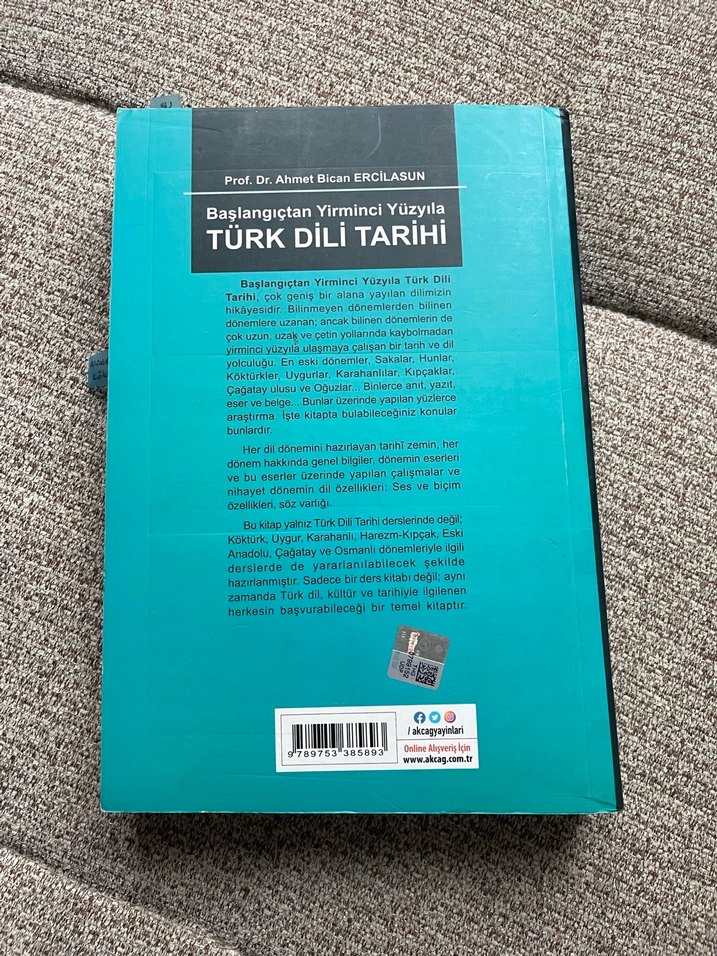 Prof. Dr. Ahmet Bican ERCİLASUN
Başlangıçtan Yirminci Yüzyıla
TÜRK DİLİ TARİHİ
Başlangıçtan Yirminci Yüzyıla Türk Dili
Tarihi, çok geniş bir alana yayılan dilimizin
hikâyesidir. Bilinmeyen dönemlerden bilinen
dönemlere uzanan; ancak bilinen dönemlerin de
çok uzun, uzak ve çetin yollarında kaybolmadan
yirminci yüzyıla ulaşmaya çalışan bir tarih ve dil
yolculuğu. En eski dönemler, Sakalar, Hunlar,
Köktürkler, Uygurlar, Karahanlılar, Kıpçaklar,
Çağatay ulusu ve Oğuzlar... Binlerce anıt, yazıt,
eser ve belge... Bunlar üzerinde yapılan yüzlerce
araştırma. İşte kitapta bulabileceğiniz konular
bunlardır.
Her dil dönemini hazırlayan tarihî zemin, her
dönem hakkında genel bilgiler, dönemin eserleri
ve bu eserler üzerinde yapılan çalışmalar ve
nihayet dönemin dil özellikleri: Ses ve biçim
özellikleri, söz varlığı.
Bu kitap yalnız Türk Dili Tarihi derslerinde değil;
Köktürk, Uygur, Karahanlı, Harezm-Kıpçak, Eski
Anadolu, Çağatay ve Osmanlı dönemleriyle ilgili
derslerde de yararlanılabilecek şekilde
hazırlanmıştır. Sadece bir ders kitabı değil; aynı
zamanda Türk dil, kültür ve tarihiyle ilgilenen
herkesin başvurabileceği bir temel kitaptır.
9 789753 385893
/ akcagyayinlari
Online Alışveriş İçin
www.akcag.com.tr